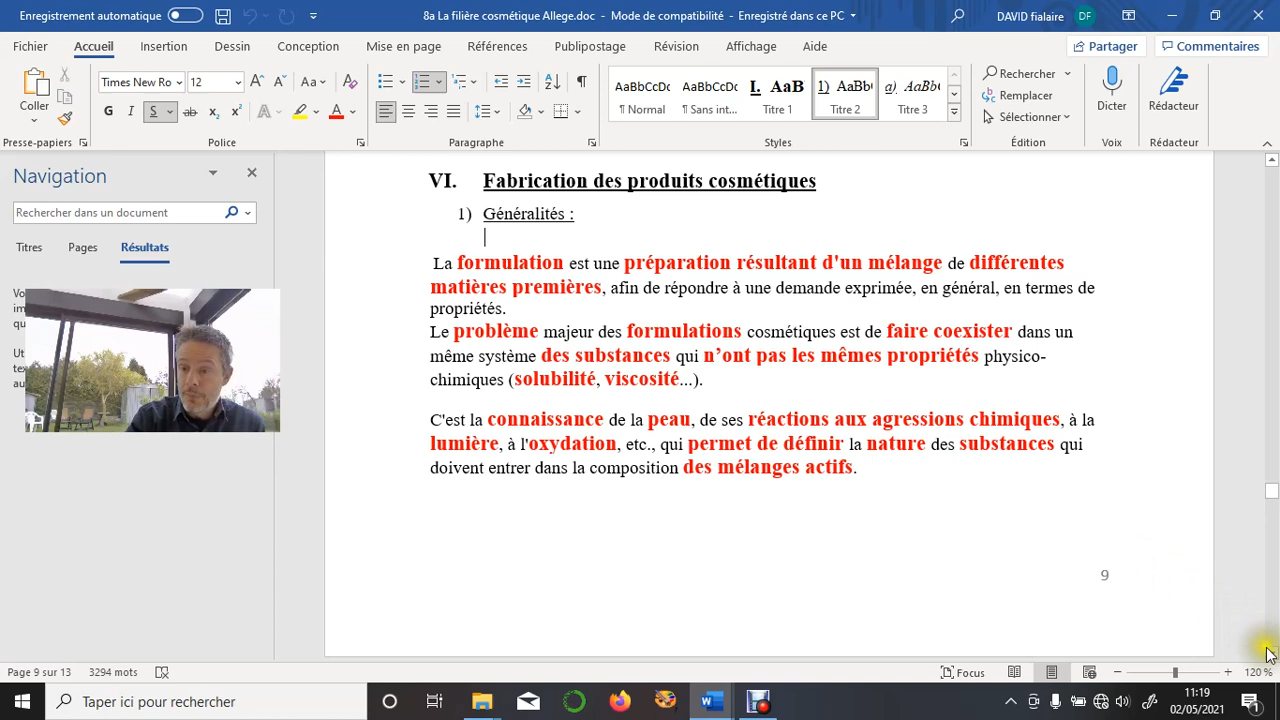 Enregistrement automatique
8a La filière cosmétique Allege.doc - Mode de compatibilité - Enregistré dans ce PC
DAVID fialaire
DF
Fichier Accueil Insertion Dessin Conception Mise en page Références Publipostage Révision Affichage Aide
Partager Commentaires
Coller
Times New Ro 12
AaBbCcDc AaBbCcDc I. AaB 1) AaBb( a) AaBb(
¶ Normal ¶ Sans int... Titre 1 ¶ Titre 2 ¶ Titre 3
Rechercher
Remplacer
Sélectionner
Dicter
Rédacteur
Presse-papiers Police Paragraphe Styles Édition Voix Rédacteur
Navigation
Rechercher dans un document
Titres Pages Résultats
VI. Fabrication des produits cosmétiques
1) Généralités :
La formulation est une préparation résultant d'un mélange de différentes
matières premières, afin de répondre à une demande exprimée, en général, en termes de
propriétés.
Le problème majeur des formulations cosmétiques est de faire coexister dans un
même système des substances qui n’ont pas les mêmes propriétés physico-
chimiques (solubilité, viscosité...).
C'est la connaissance de la peau, de ses réactions aux agressions chimiques, à la
lumière, à l'oxydation, etc., qui permet de définir la nature des substances qui
doivent entrer dans la composition des mélanges actifs.
9
Page 9 sur 13 3294 mots
Focus
120 %
Taper ici pour rechercher
11:19
02/05/2021